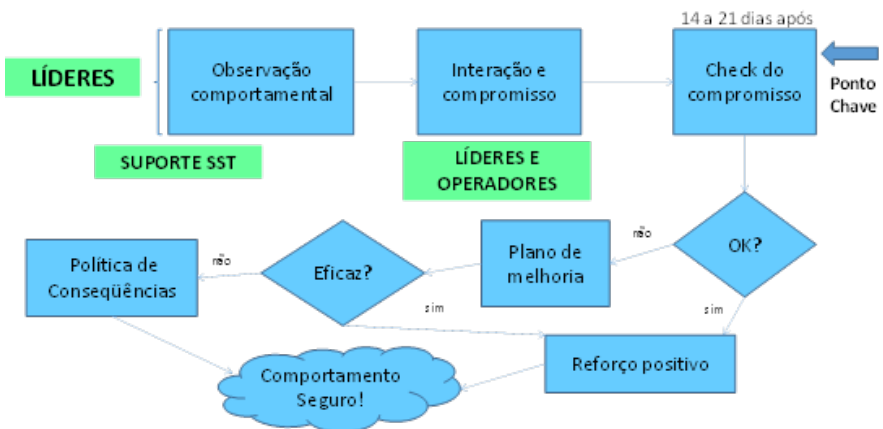 14 a 21 dias após
LÍDERES
Observação
comportamental
Interação e
compromisso
Check do
compromisso
Ponto
Chave
SUPORTE SST
LÍDERES E
OPERADORES
OK?
não
Plano de
melhoria
Eficaz?
não
Política de
Conseqüências
sim
sim
Reforço positivo
Comportamento
Seguro!